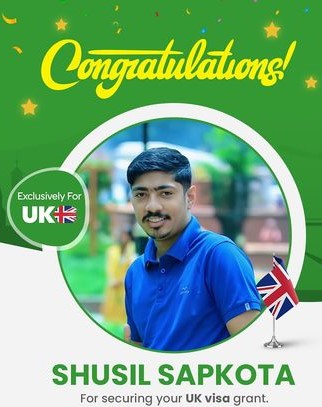 Congratulations!
Exclusively For
UK
SHUSIL SAPKOTA
For securing your UK visa grant.